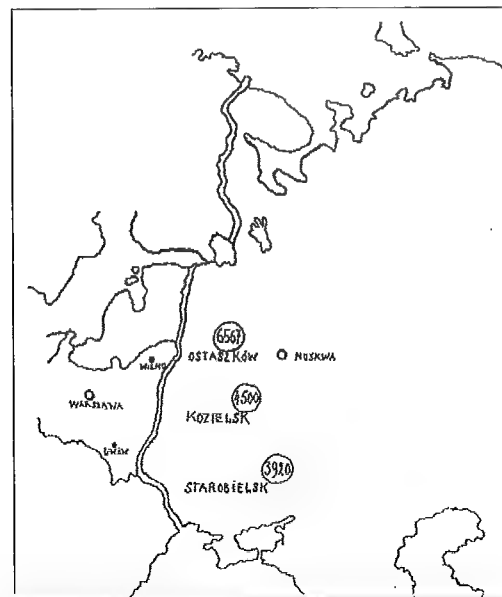 6567
OSTASZKÓW
MOSKWA
WILNO
4500
WARSZAWA
KOZIELSK
LWÓW
3920
STAROBIELSK